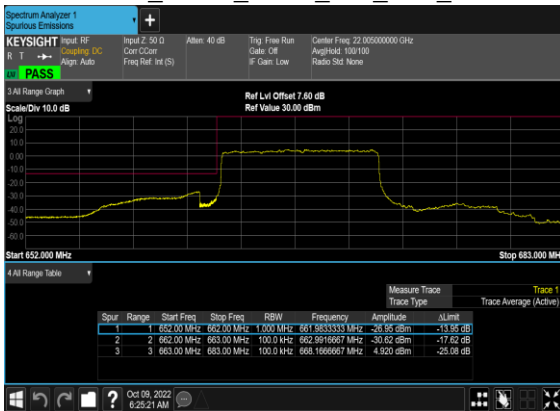 Spectrum Analyzer 1
Spurious Emissions
KEYSIGHT Input: RF Input Z: 50 Ω Atten: 40 dB Trig: Free Run Center Freq: 22.005000000 GHz
R T Coupling: DC Corr CCorr Gate: Off Avg|Hold: 100/100
Align: Auto Freq Ref: Int (S) IF Gain: Low Radio Std: None
PASS
3 All Range Graph
Ref Lvl Offset 7.60 dB
Scale/Div 10.0 dB Ref Value 30.00 dBm
Log
20.0
10.0
0.00
-10.0
-20.0
-30.0
-40.0
-50.0
-60.0
Start 652.000 MHz Stop 683.000 MH
4 All Range Table
Measure Trace Trace 1
Trace Type Trace Average (Active)
Spur Range Start Freq Stop Freq RBW Frequency Amplitude ΔLimit
1 1 652.00 MHz 662.00 MHz 1.000 MHz 661.9833333 MHz -26.95 dBm -13.95 dB
2 2 662.00 MHz 663.00 MHz 100.0 kHz 662.9916667 MHz -30.62 dBm -17.62 dB
3 3 663.00 MHz 683.00 MHz 100.0 kHz 668.1666667 MHz 4.920 dBm -25.08 dB
? Oct 09, 2022
6:25:21 AM